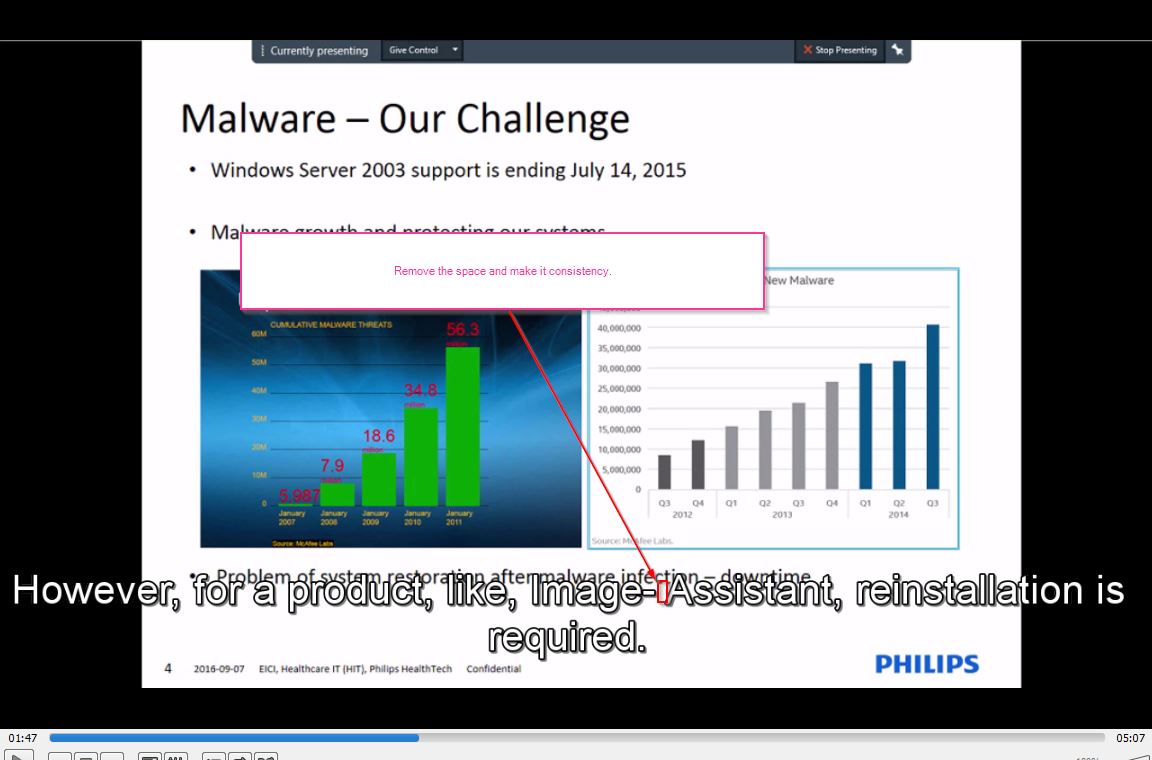 Currently presenting
Give Control
Stop Presenting
Malware – Our Challenge
• Windows Server 2003 support is ending July 14, 2015
• Malware growth and protecting our systems
Remove the space and make it consistency.
CUMULATIVE MALWARE THREATS
60M
50M
40M
30M
20M
10M
0
5.987
7.9
million
18.6
million
34.8
million
56.3
million
January 2007
January 2008
January 2009
January 2010
January 2011
Source: McAfee Labs
New Malware
40,000,000
35,000,000
30,000,000
25,000,000
20,000,000
15,000,000
10,000,000
5,000,000
0
Q3 Q4 Q1 Q2 Q3 Q4 Q1 Q2 Q3
2012 2013 2014
Source: McAfee Labs.
• Problem of system restoration after malware infection – downtime
However, for a product, like, Image- Assistant, reinstallation is
required.
4 2016-09-07 EICI, Healthcare IT (HIT), Philips HealthTech Confidential
PHILIPS
01:47
05:07